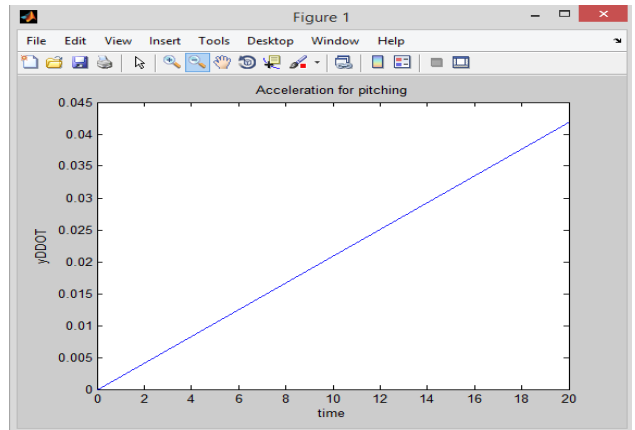 Figure 1
File Edit View Insert Tools Desktop Window Help
Acceleration for pitching
0.045
0.04
0.035
0.03
0.025
0.02
0.015
0.01
0.005
0
yDDOT
0 2 4 6 8 10 12 14 16 18 20
time